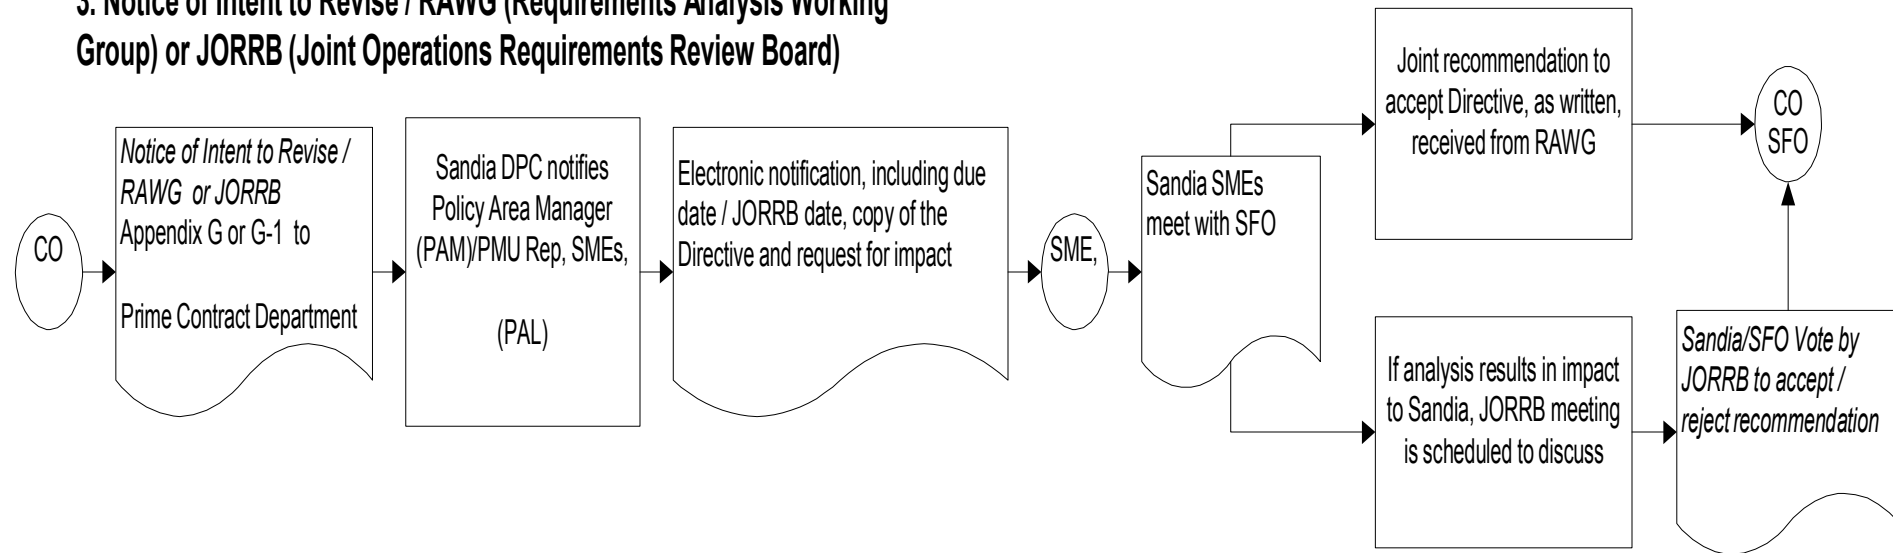 3. Notice of Intent to Revise / RAWG (Requirements Analysis Working
Group) or JORRB (Joint Operations Requirements Review Board)
CO
Notice of Intent to Revise /
RAWG or JORRB
Appendix G or G-1 to
Prime Contract Department
Sandia DPC notifies
Policy Area Manager
(PAM)/PMU Rep, SMEs,
(PAL)
Electronic notification, including due
date / JORRB date, copy of the
Directive and request for impact
SME,
Sandia SMEs
meet with SFO
Joint recommendation to
accept Directive, as written,
received from RAWG
CO
SFO
If analysis results in impact
to Sandia, JORRB meeting
is scheduled to discuss
Sandia/SFO Vote by
JORRB to accept /
reject recommendation